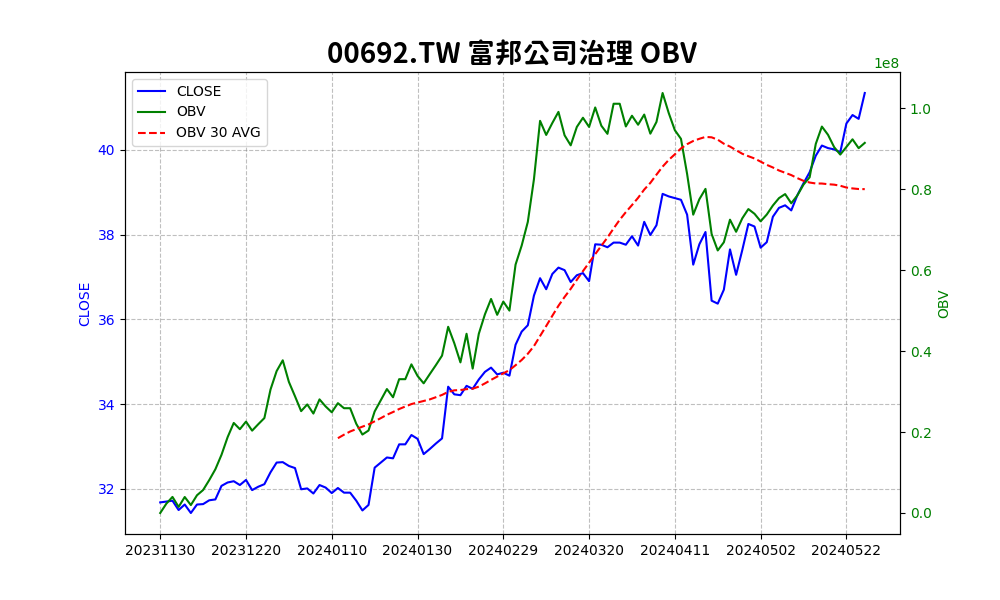 00692.TW 富邦公司治理 OBV
1e8
CLOSE
OBV
OBV 30 AVG
40
38
36
34
32
CLOSE
1.0
0.8
0.6
0.4
0.2
0.0
OBV
20231130 20231220 20240110 20240130 20240229 20240320 20240411 20240502 20240522